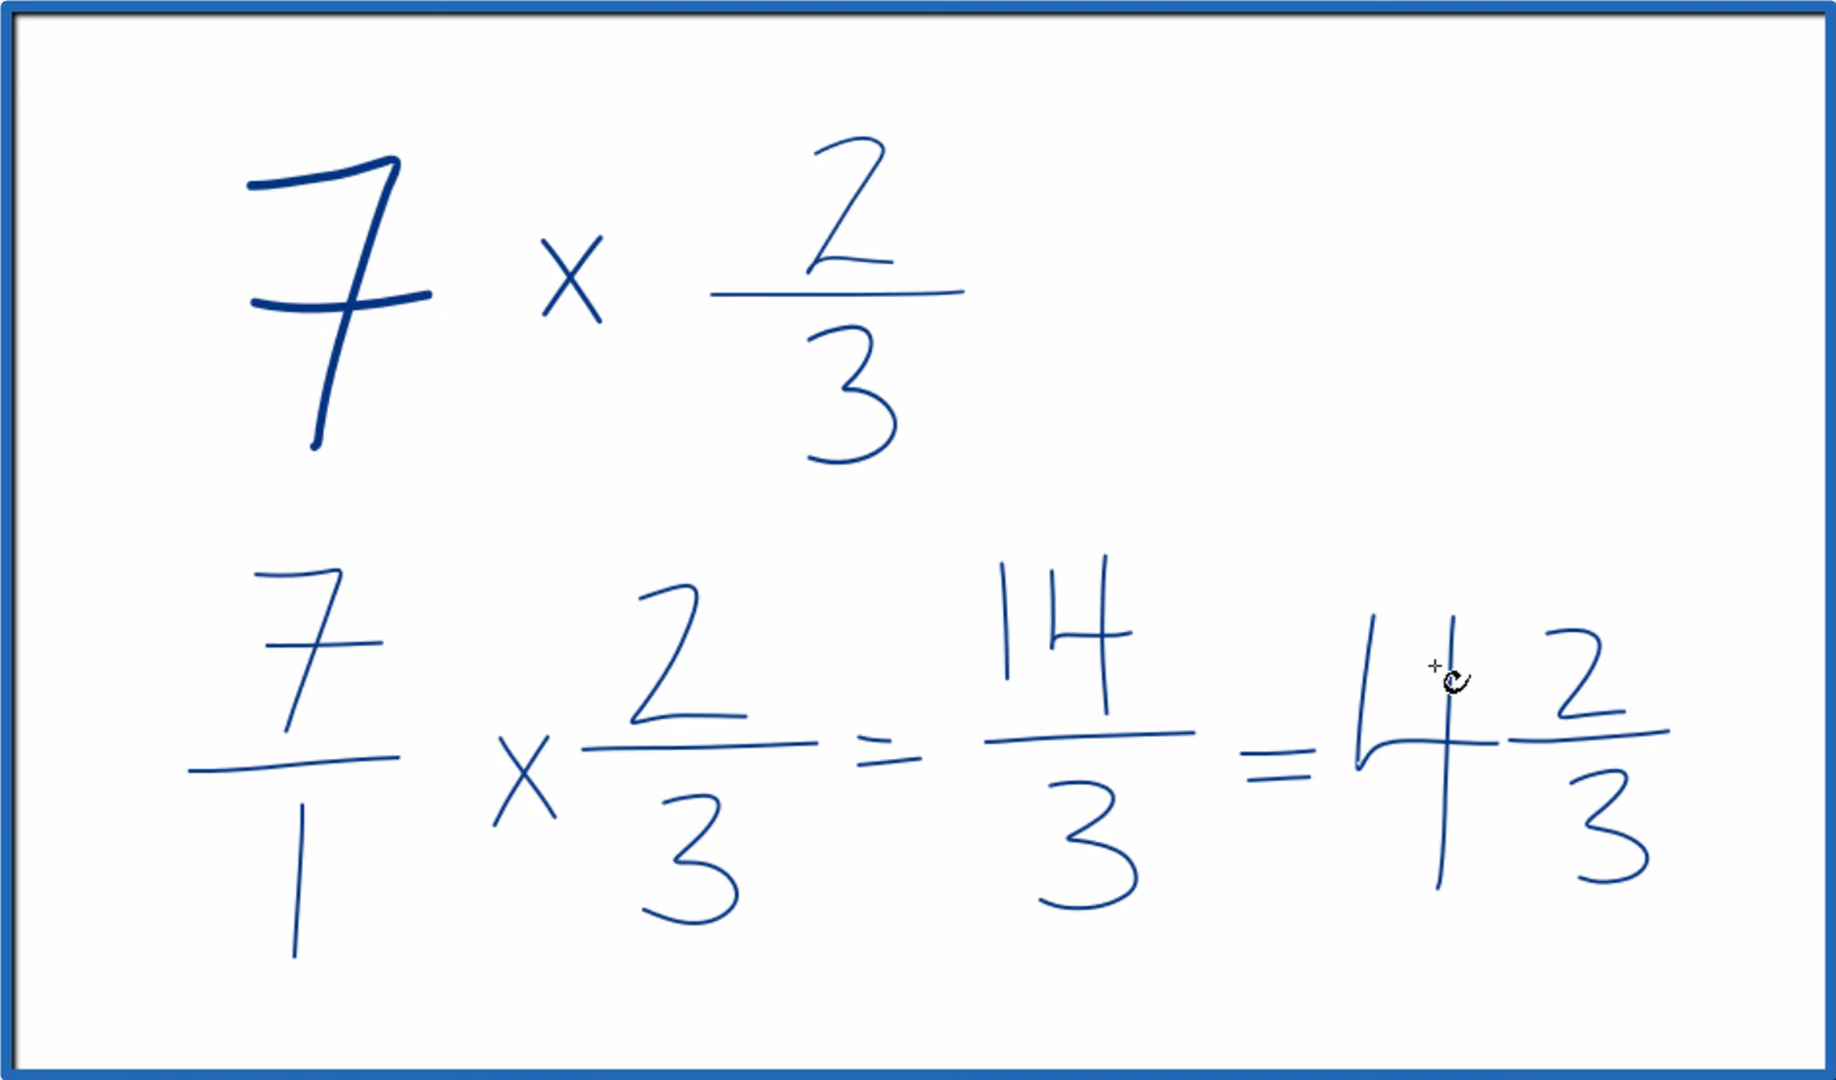 7 × 2/3
7/1 × 2/3 = 14/3 = 4 2/3